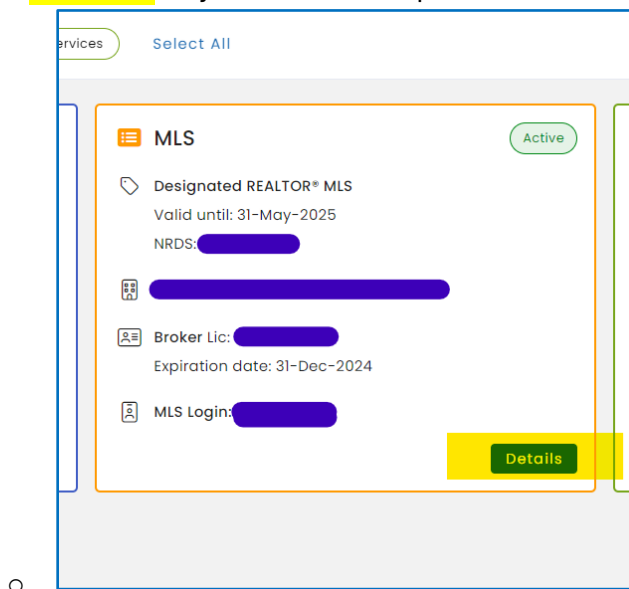 ervices Select All
MLS Active
Designated REALTOR® MLS
Valid until: 31-May-2025
NRDS:
Broker Lic:
Expiration date: 31-Dec-2024
MLS Login:
Details